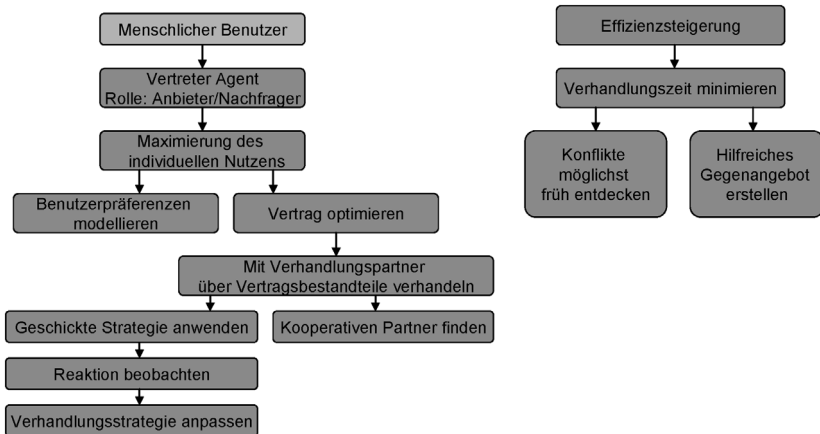 Menschlicher Benutzer
Vertreter Agent
Rolle: Anbieter/Nachfrager
Maximierung des
individuellen Nutzens
Benutzerpräferenzen
modellieren
Vertrag optimieren
Mit Verhandlungspartner
über Vertragsbestandteile verhandeln
Geschickte Strategie anwenden
Kooperativen Partner finden
Reaktion beobachten
Verhandlungsstrategie anpassen
Effizienzsteigerung
Verhandlungszeit minimieren
Konflikte
möglichst
früh entdecken
Hilfreiches
Gegenangebot
erstellen